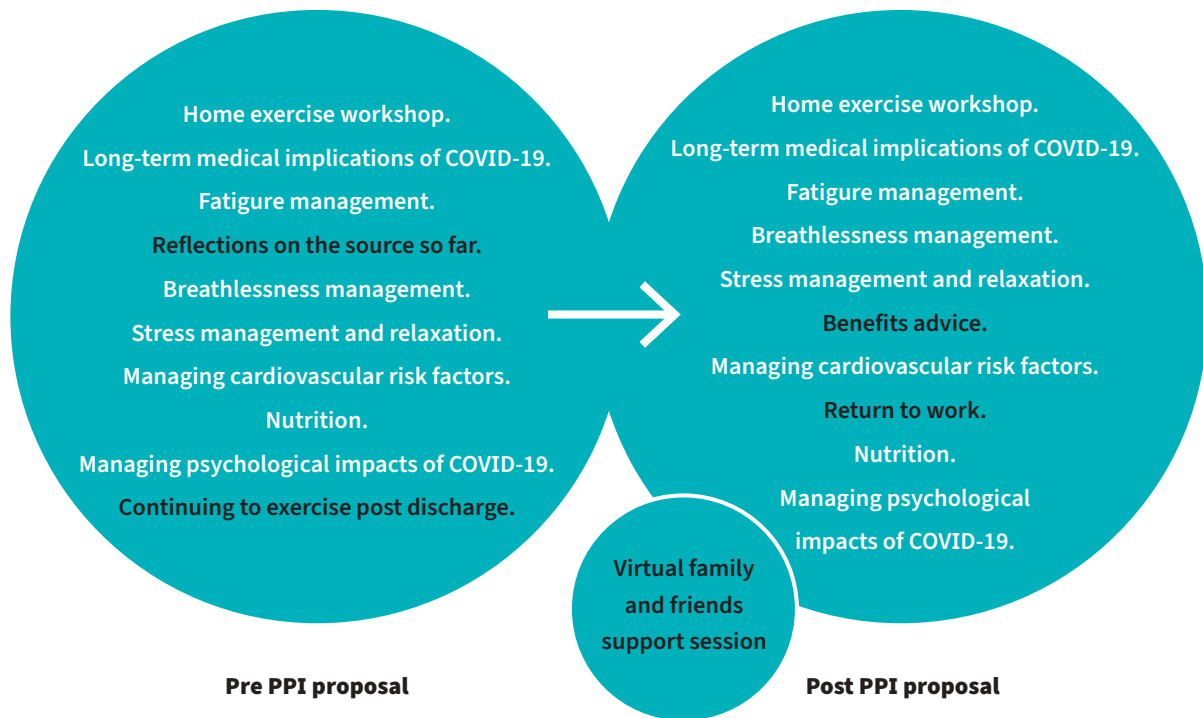 Home exercise workshop.
Long-term medical implications of COVID-19.
Fatigure management.
Reflections on the source so far.
Breathlessness management.
Stress management and relaxation.
Managing cardiovascular risk factors.
Nutrition.
Managing psychological impacts of COVID-19.
Continuing to exercise post discharge.
Pre PPI proposal
Home exercise workshop.
Long-term medical implications of COVID-19.
Fatigure management.
Breathlessness management.
Stress management and relaxation.
Benefits advice.
Managing cardiovascular risk factors.
Return to work.
Nutrition.
Managing psychological
impacts of COVID-19.
Virtual family
and friends
support session
Post PPI proposal